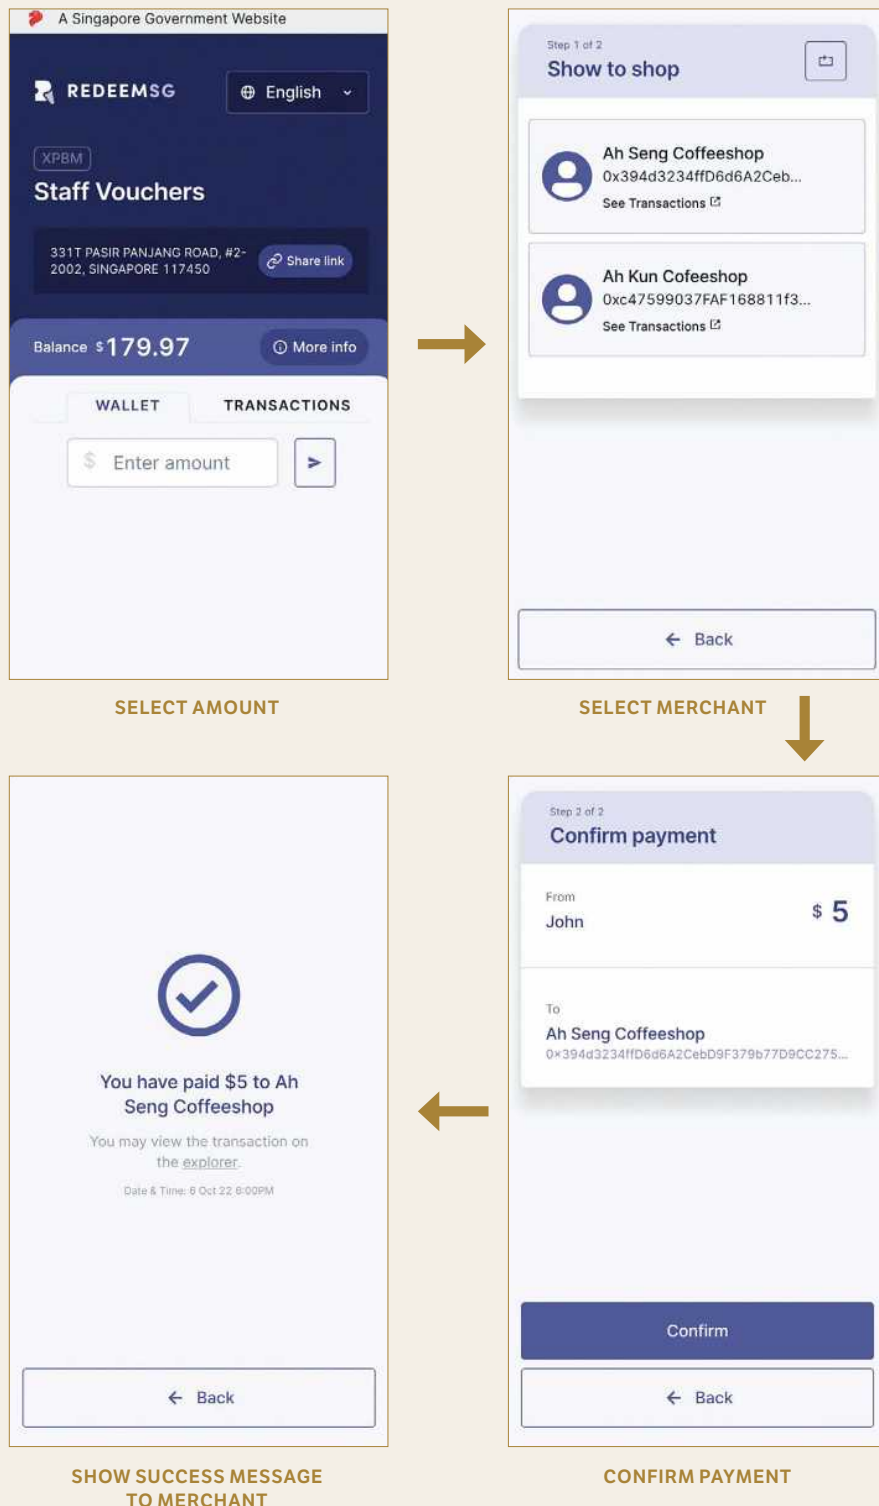 A Singapore Government Website
REDEEMSG
English
XPBM
Staff Vouchers
331T PASIR PANJANG ROAD, #2-
2002, SINGAPORE 117450
Share link
Balance $179.97
More info
WALLET TRANSACTIONS
$ Enter amount
SELECT AMOUNT
Step 1 of 2
Show to shop
Ah Seng Coffeeshop
0x394d3234ffD6d6A2Ceb...
See Transactions
Ah Kun Cofeeshop
0xc47599037FAF168811f3...
See Transactions
Back
SELECT MERCHANT
Step 2 of 2
Confirm payment
From
John
$ 5
To
Ah Seng Coffeeshop
0×394d3234ffD6d6A2CebD9F379b77D9CC275...
Confirm
Back
CONFIRM PAYMENT
You have paid $5 to Ah
Seng Coffeeshop
You may view the transaction on
the explorer.
Date & Time: 6 Oct 22 6:00PM
Back
SHOW SUCCESS MESSAGE
TO MERCHANT